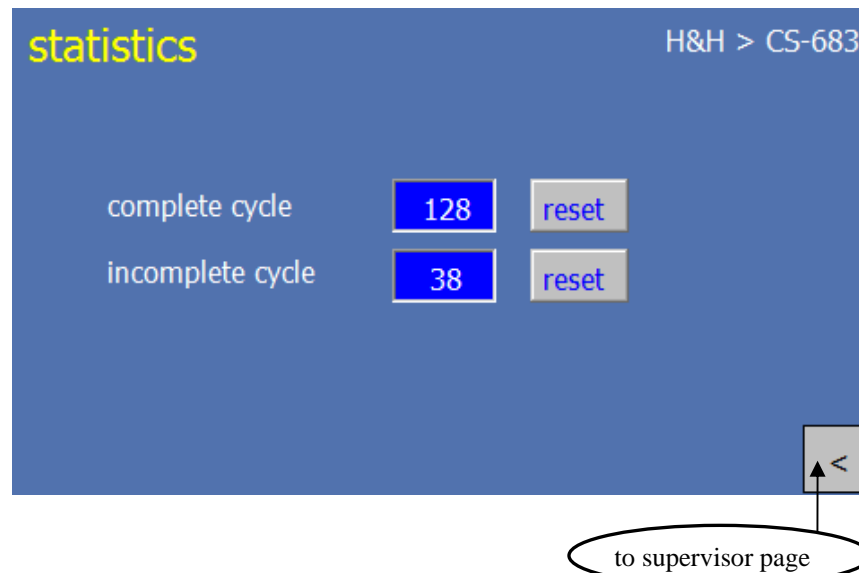 statistics H&H > CS-683
complete cycle 128 reset
incomplete cycle 38 reset
<
to supervisor page